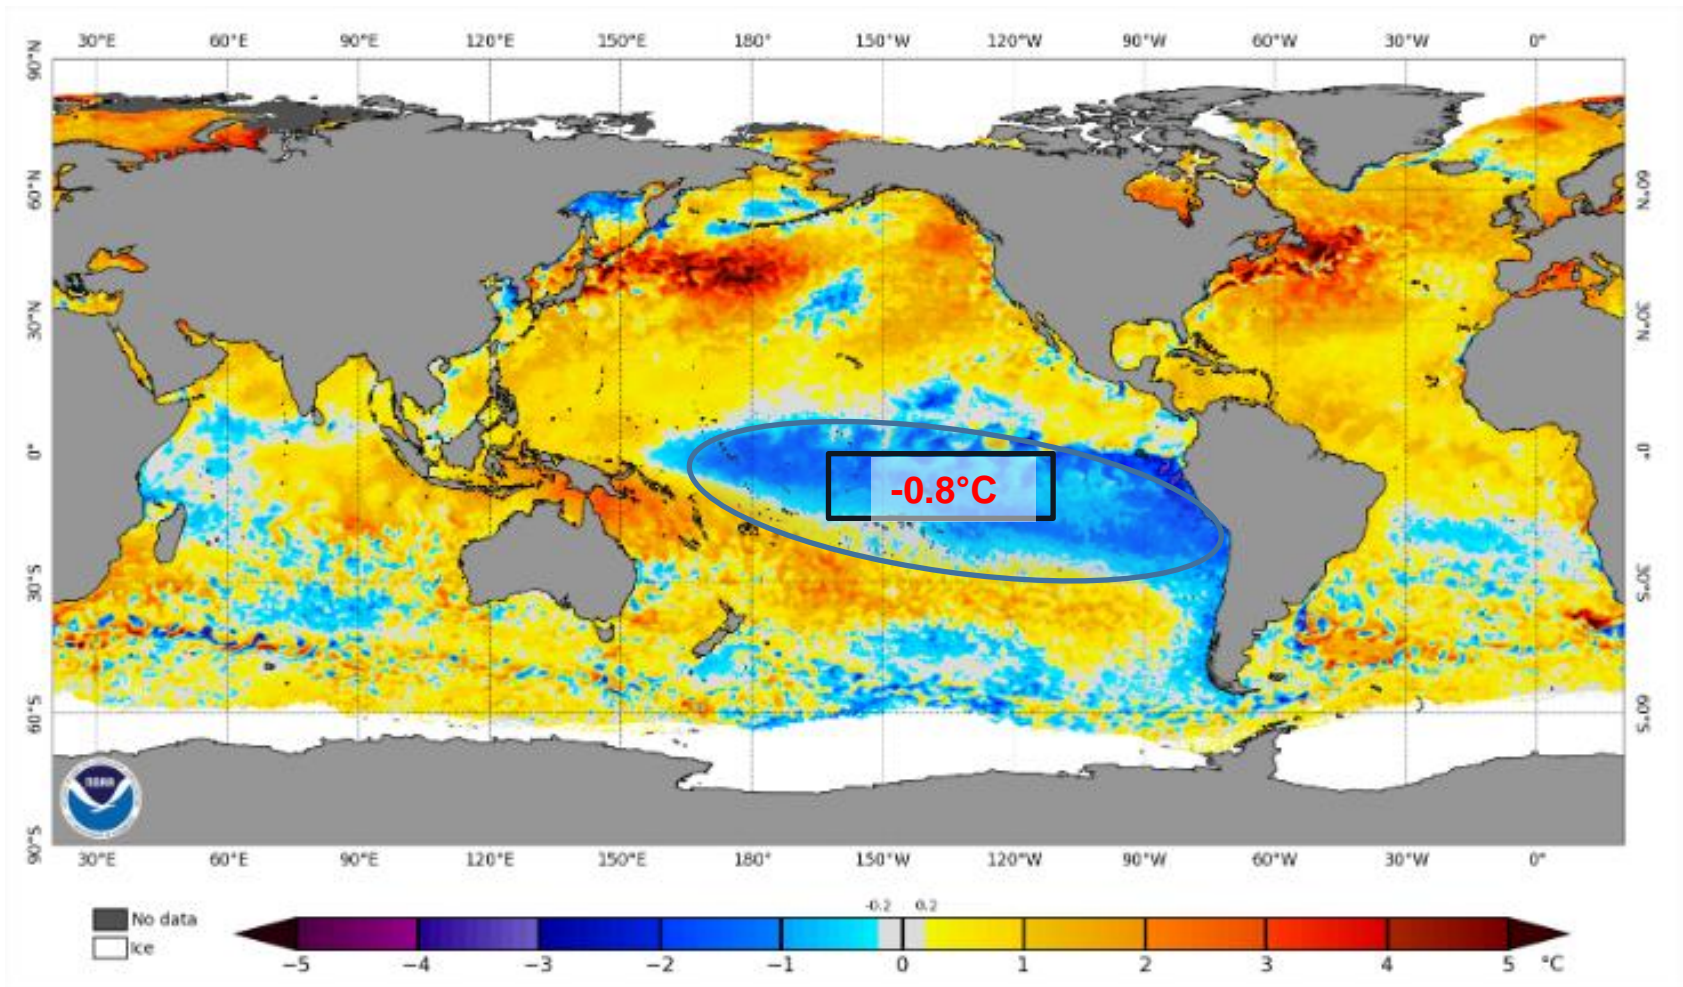 30°E 60°E 90°E 120°E 150°E 180° 150°W 120°W 90°W 60°W 30°W 0°
90°N
60°N 60°N
30°N 30°N
0° 0°
-0.8°C
30°S 30°S
60°S 60°S
NOAA
90°S
30°E 60°E 90°E 120°E 150°E 180° 150°W 120°W 90°W 60°W 30°W 0°
-0.2 0.2
No data
Ice
−5 −4 −3 −2 −1 0 1 2 3 4 5 °C